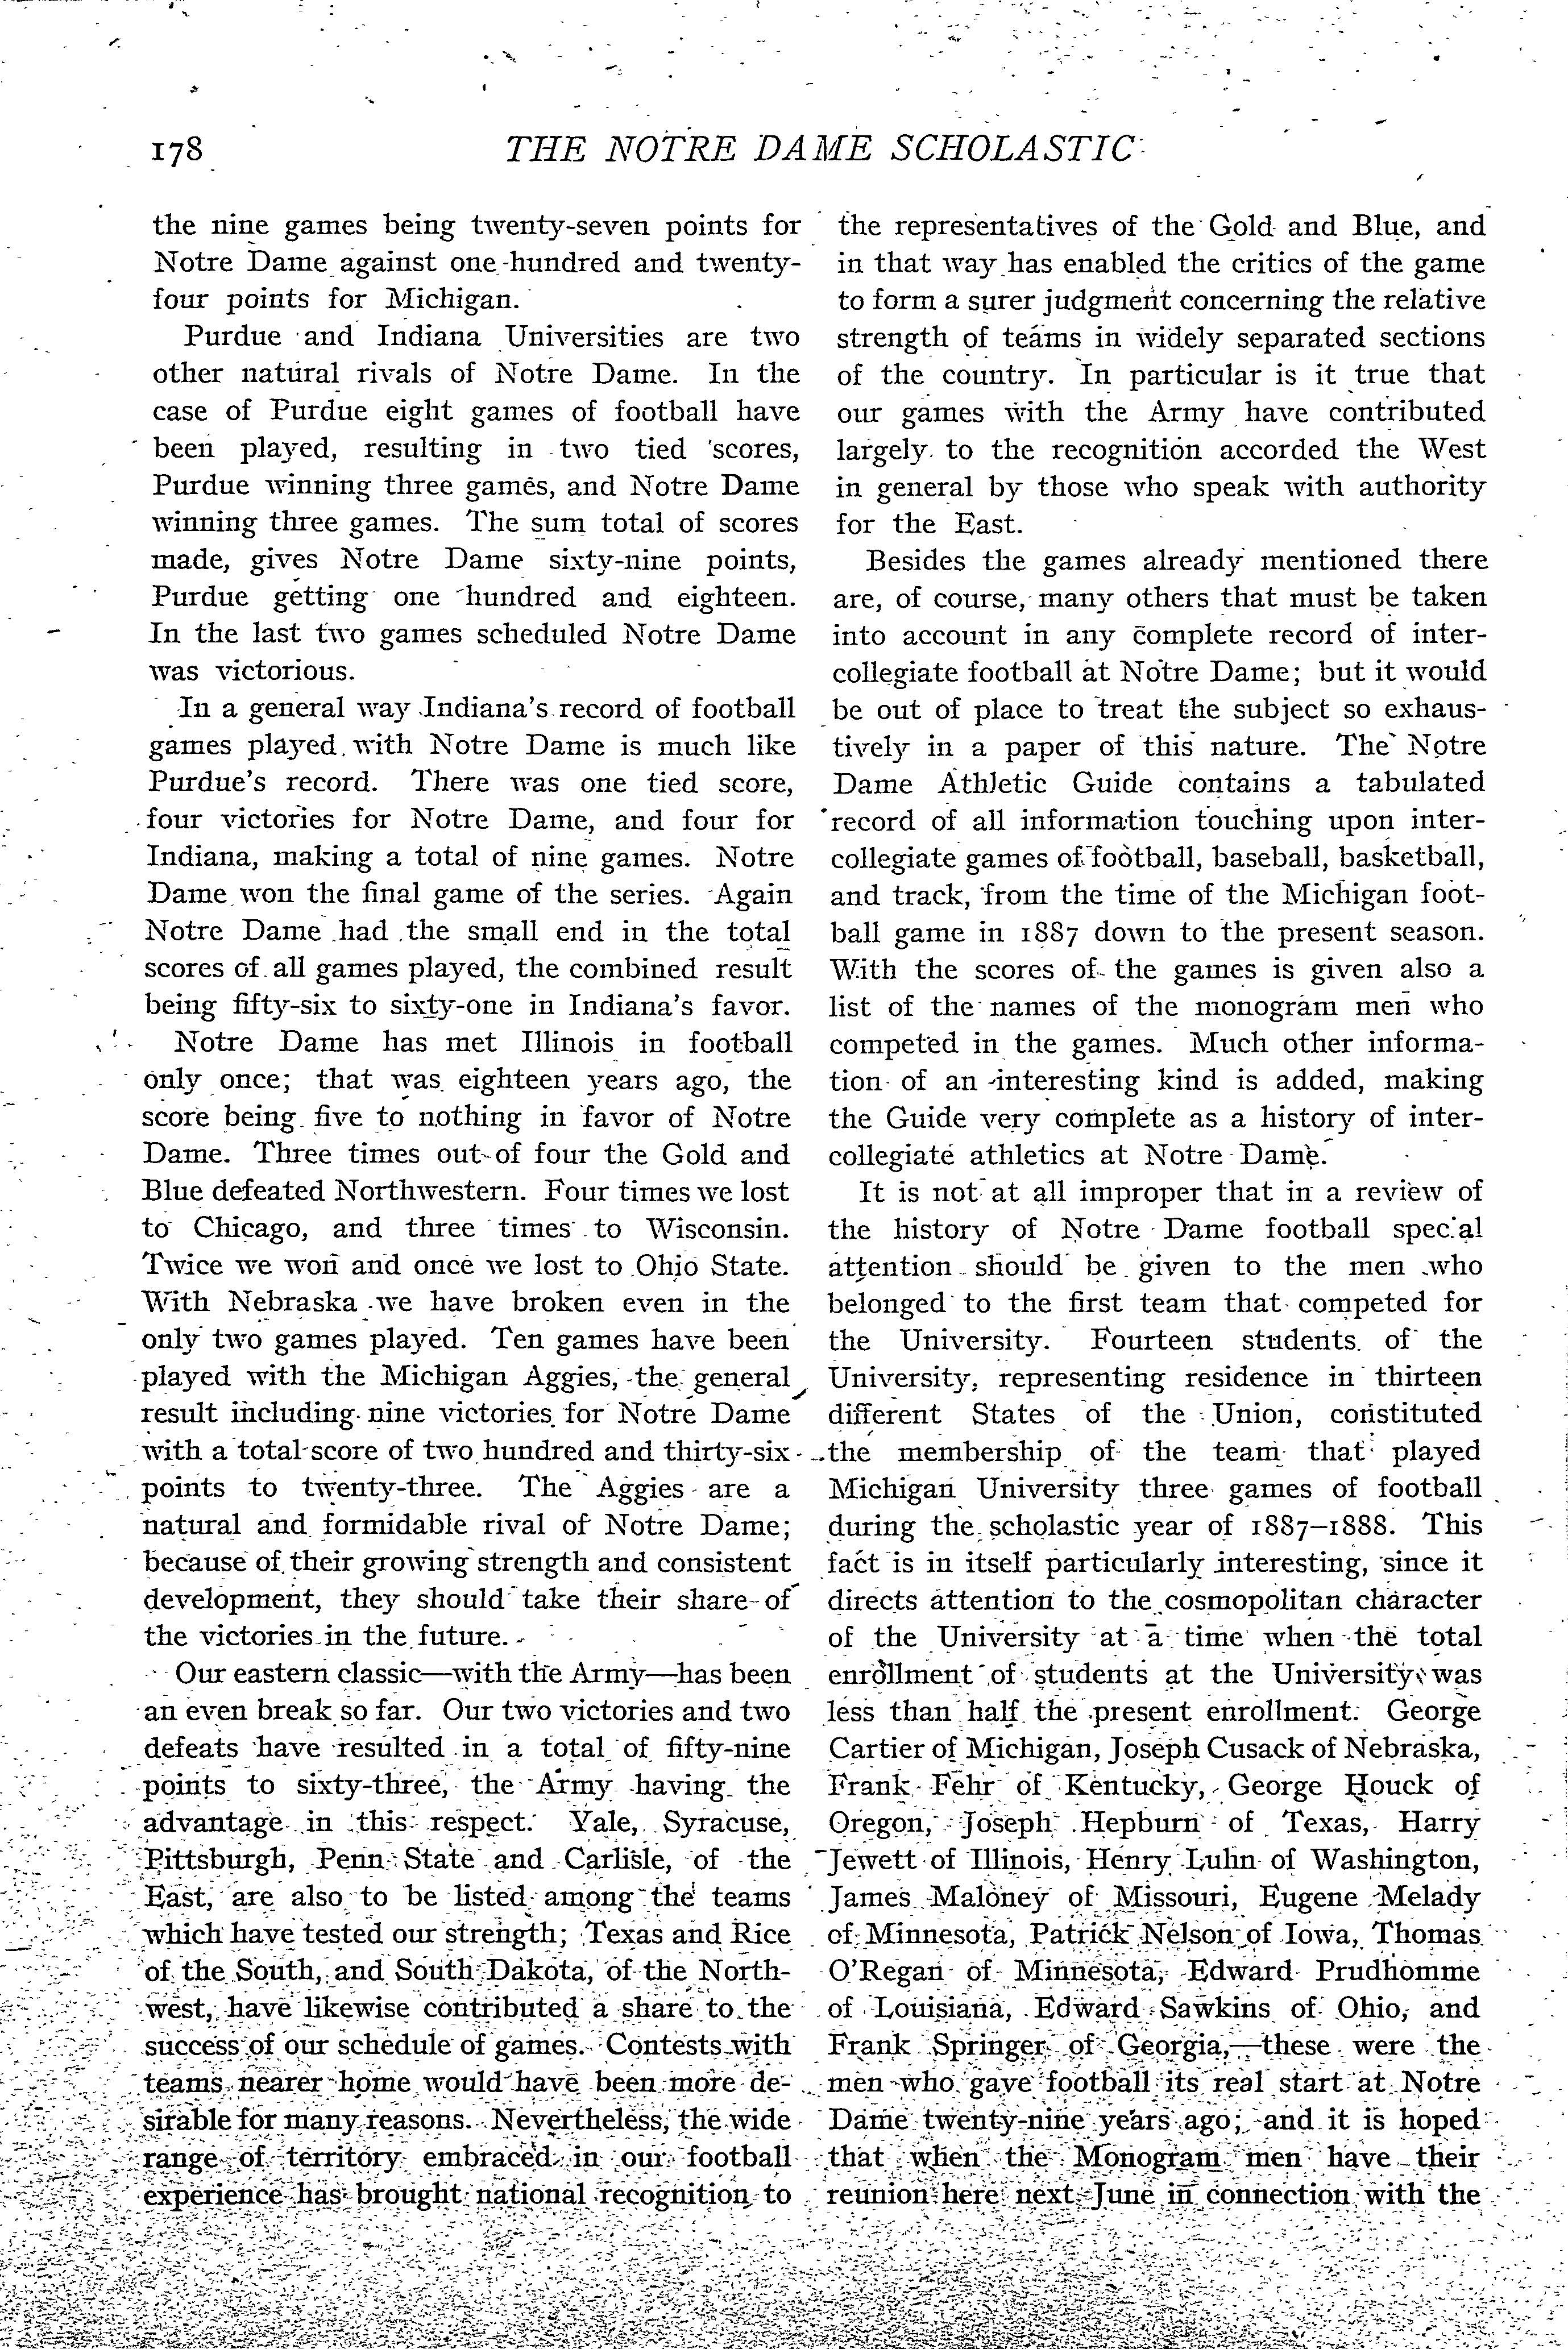 178
THE NOTRE DAME SCHOLASTIC
the nine games being twenty-seven points for
Notre Dame against one hundred and twenty-
four points for Michigan.
Purdue and Indiana Universities are two
other natural rivals of Notre Dame. In the
case of Purdue eight games of football have
been played, resulting in two tied scores,
Purdue winning three games, and Notre Dame
winning three games. The sum total of scores
made, gives Notre Dame sixty-nine points,
Purdue getting one hundred and eighteen.
In the last two games scheduled Notre Dame
was victorious.
In a general way Indiana's record of football
games played with Notre Dame is much like
Purdue's record. There was one tied score,
four victories for Notre Dame, and four for
Indiana, making a total of nine games. Notre
Dame won the final game of the series. Again
Notre Dame had the small end in the total
scores of all games played, the combined result
being fifty-six to sixty-one in Indiana's favor.
Notre Dame has met Illinois in football
only once; that was eighteen years ago, the
score being five to nothing in favor of Notre
Dame. Three times out of four the Gold and
Blue defeated Northwestern. Four times we lost
to Chicago, and three times to Wisconsin.
Twice we won and once we lost to Ohio State.
With Nebraska we have broken even in the
only two games played. Ten games have been
played with the Michigan Aggies, the general
result including nine victories for Notre Dame
with a total score of two hundred and thirty-six
points to twenty-three. The Aggies are a
natural and formidable rival of Notre Dame;
because of their growing strength and consistent
development, they should take their share of
the victories in the future.
Our eastern classic—with the Army—has been
an even break so far. Our two victories and two
defeats have resulted in a total of fifty-nine
points to sixty-three, the Army having the
advantage in this respect. Yale, Syracuse,
Pittsburgh, Penn State and Carlisle, of the
East, are also to be listed among the teams
which have tested our strength; Texas and Rice
of the South, and South Dakota, of the North-
west, have likewise contributed a share to the
success of our schedule of games. Contests with
teams nearer home would have been more de-
sirable for many reasons. Nevertheless, the wide
range of territory embraced in our football
experience has brought national recognition to
the representatives of the Gold and Blue, and
in that way has enabled the critics of the game
to form a surer judgment concerning the relative
strength of teams in widely separated sections
of the country. In particular is it true that
our games with the Army have contributed
largely to the recognition accorded the West
in general by those who speak with authority
for the East.
Besides the games already mentioned there
are, of course, many others that must be taken
into account in any complete record of inter-
collegiate football at Notre Dame; but it would
be out of place to treat the subject so exhaus-
tively in a paper of this nature. The Notre
Dame Athletic Guide contains a tabulated
record of all information touching upon inter-
collegiate games of football, baseball, basketball,
and track, from the time of the Michigan foot-
ball game in 1887 down to the present season.
With the scores of the games is given also a
list of the names of the monogram men who
competed in the games. Much other informa-
tion of an interesting kind is added, making
the Guide very complete as a history of inter-
collegiate athletics at Notre Dame.
It is not at all improper that in a review of
the history of Notre Dame football special
attention should be given to the men who
belonged to the first team that competed for
the University. Fourteen students of the
University, representing residence in thirteen
different States of the Union, constituted
the membership of the team that played
Michigan University three games of football
during the scholastic year of 1887–1888. This
fact is in itself particularly interesting, since it
directs attention to the cosmopolitan character
of the University at a time when the total
enrollment of students at the University was
less than half the present enrollment. George
Cartier of Michigan, Joseph Cusack of Nebraska,
Frank Fehr of Kentucky, George Houck of
Oregon, Joseph Hepburn of Texas, Harry
Jewett of Illinois, Henry Luhn of Washington,
James Maloney of Missouri, Eugene Melady
of Minnesota, Patrick Nelson of Iowa, Thomas
O'Regan of Minnesota, Edward Prudhomme
of Louisiana, Edward Sawkins of Ohio, and
Frank Springer of Georgia,—these were the
men who gave football its real start at Notre
Dame twenty-nine years ago; and it is hoped
that when the Monogram men have their
reunion here next June in connection with the